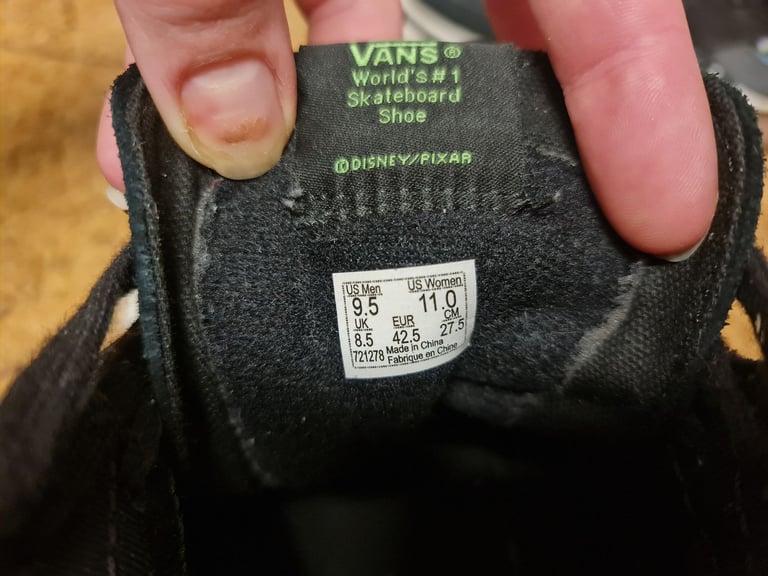 VANS®
World's #1
Skateboard
Shoe
©DISNEY/PIXAR
US Men US Women
9.5 11.0
UK EUR CM
8.5 42.5 27.5
721278 Made in China
Fabrique en Chine